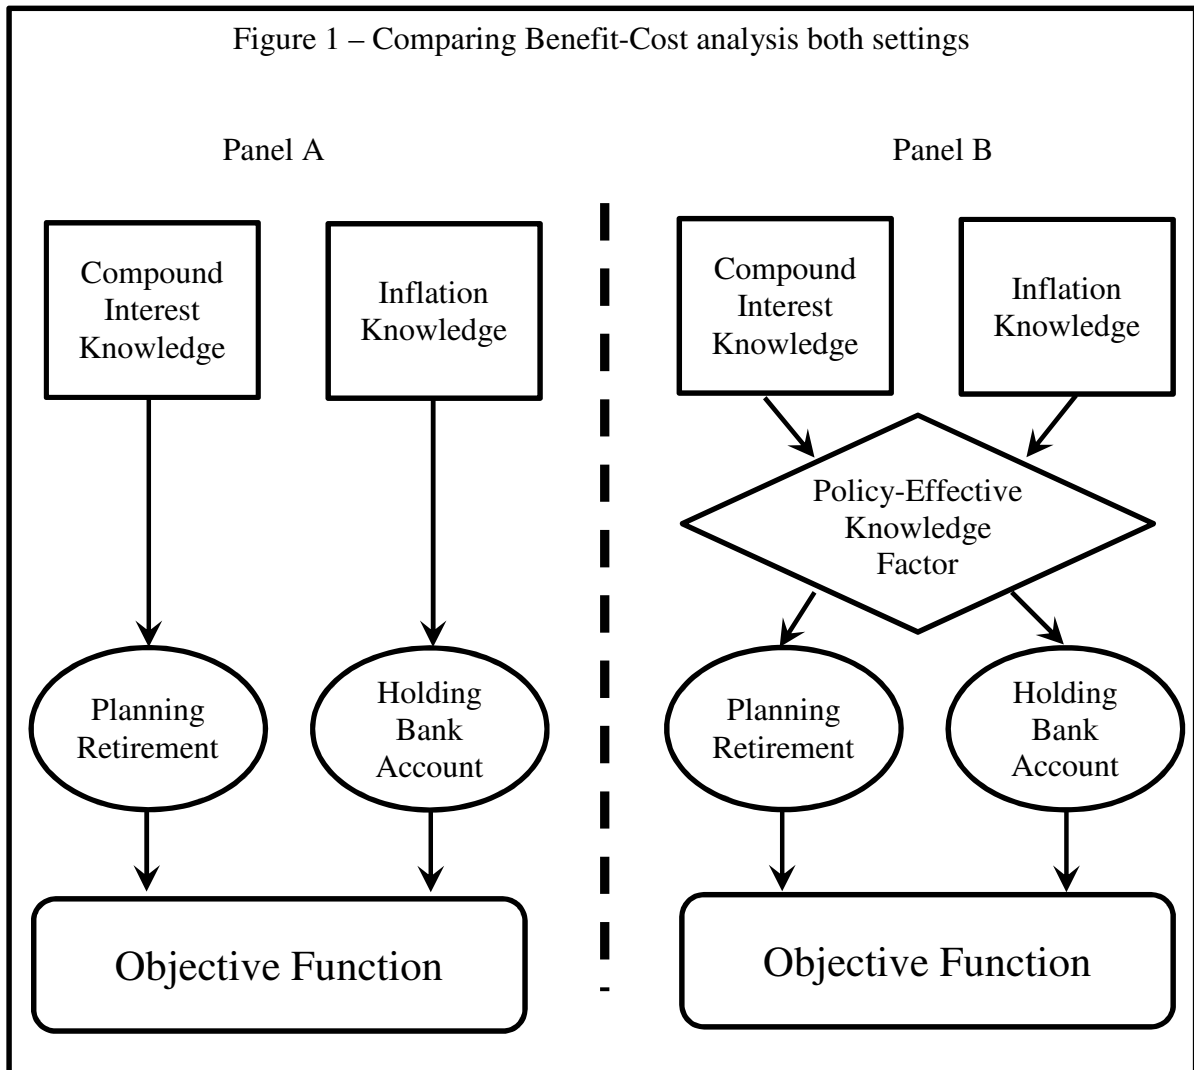 Figure 1 – Comparing Benefit-Cost analysis both settings
Panel A
Compound
Interest
Knowledge
Inflation
Knowledge
Planning
Retirement
Holding
Bank
Account
Objective Function
Panel B
Compound
Interest
Knowledge
Inflation
Knowledge
Policy-Effective
Knowledge
Factor
Planning
Retirement
Holding
Bank
Account
Objective Function